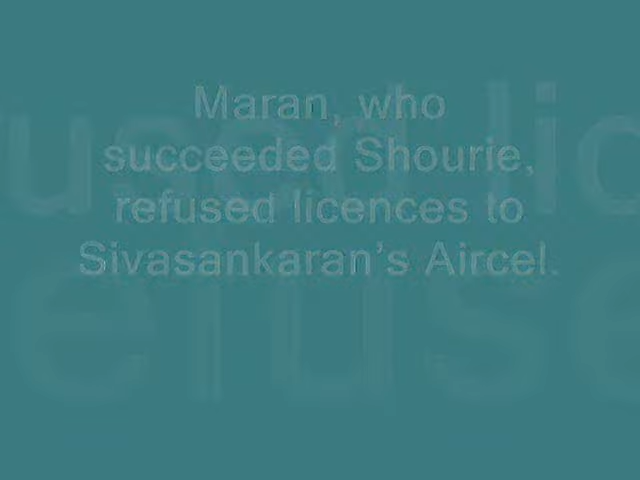 Maran, who
succeeded Shourie,
refused licences to
Sivasankaran's Aircel.